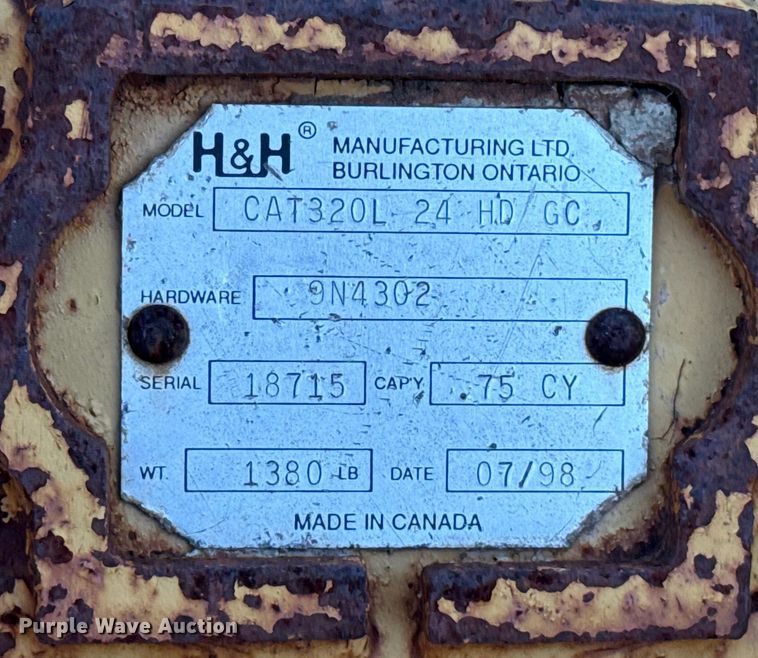 H&H ® MANUFACTURING LTD.
BURLINGTON ONTARIO
MODEL CAT320L 24 HD GC
HARDWARE 9N4302
SERIAL 18715 CAP'Y .75 CY
WT. 1380 LB DATE 07/98
MADE IN CANADA
Purple Wave Auction